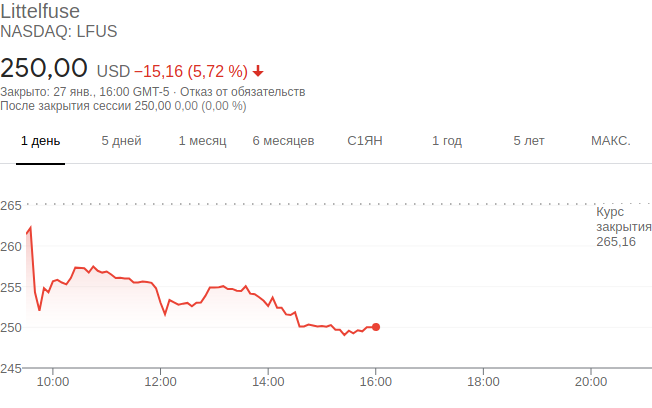 Littelfuse
NASDAQ: LFUS
250,00 USD −15,16 (5,72 %)
Закрыто: 27 янв., 16:00 GMT-5 · Отказ от обязательств
После закрытия сессии 250,00 0,00 (0,00 %)
1 день 5 дней 1 месяц 6 месяцев С1ЯН 1 год 5 лет МАКС.
265
Курс
закрытия
265,16
260
255
250
245
10:00 12:00 14:00 16:00 18:00 20:00